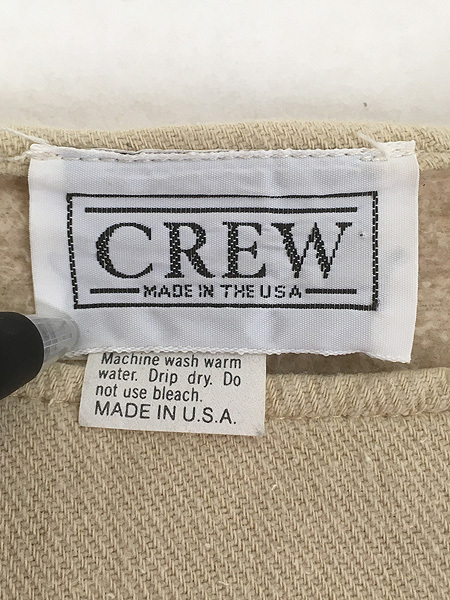 CREW
MADE IN THE USA
Machine wash warm
water. Drip dry. Do
not use bleach.
MADE IN U.S.A.